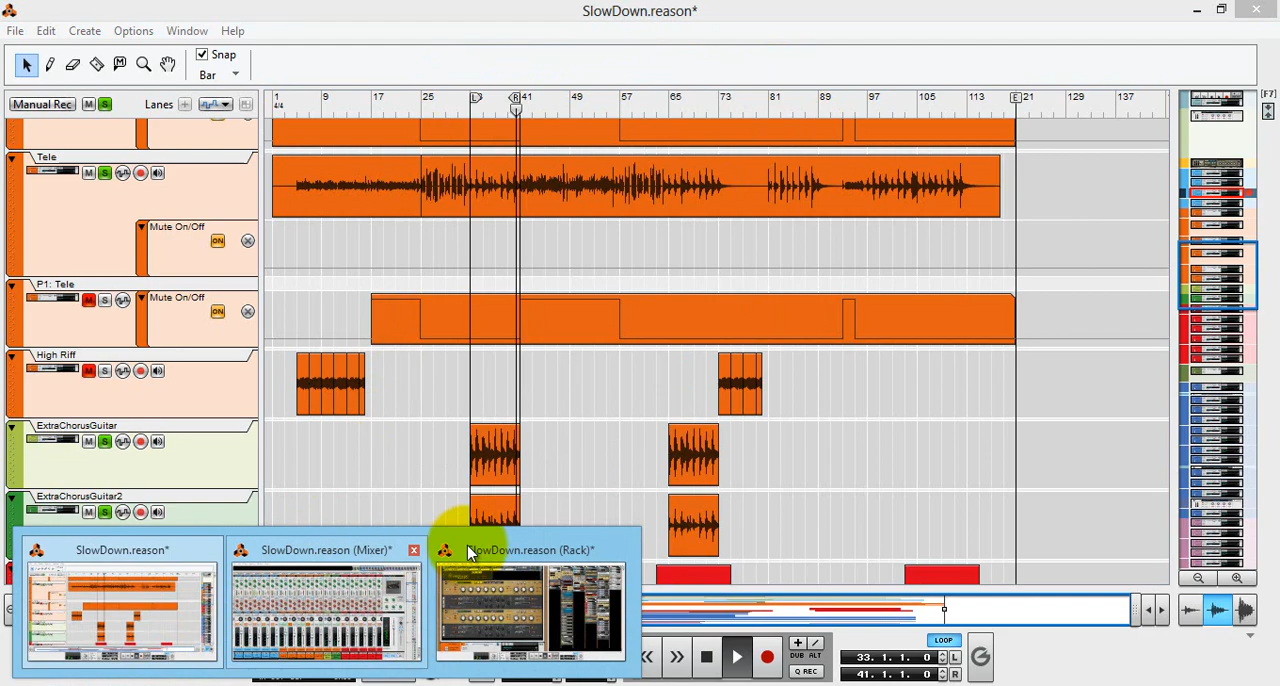 SlowDown.reason*
File Edit Create Options Window Help
Snap
Bar
Manual Rec M S Lanes
1 9 17 25 41 49 57 65 73 81 89 97 105 113 21 129 137
4/4
L R E
[F7]
Tele
M S
Mute On/Off
ON
P1: Tele
M S
Mute On/Off
ON
High Riff
M S
ExtraChorusGuitar
M S
ExtraChorusGuitar2
M S
SlowDown.reason* SlowDown.reason (Mixer)* SlowDown.reason (Rack)*
DUB ALT
Q REC
LOOP
33. 1. 1. 0 L
41. 1. 1. 0 R